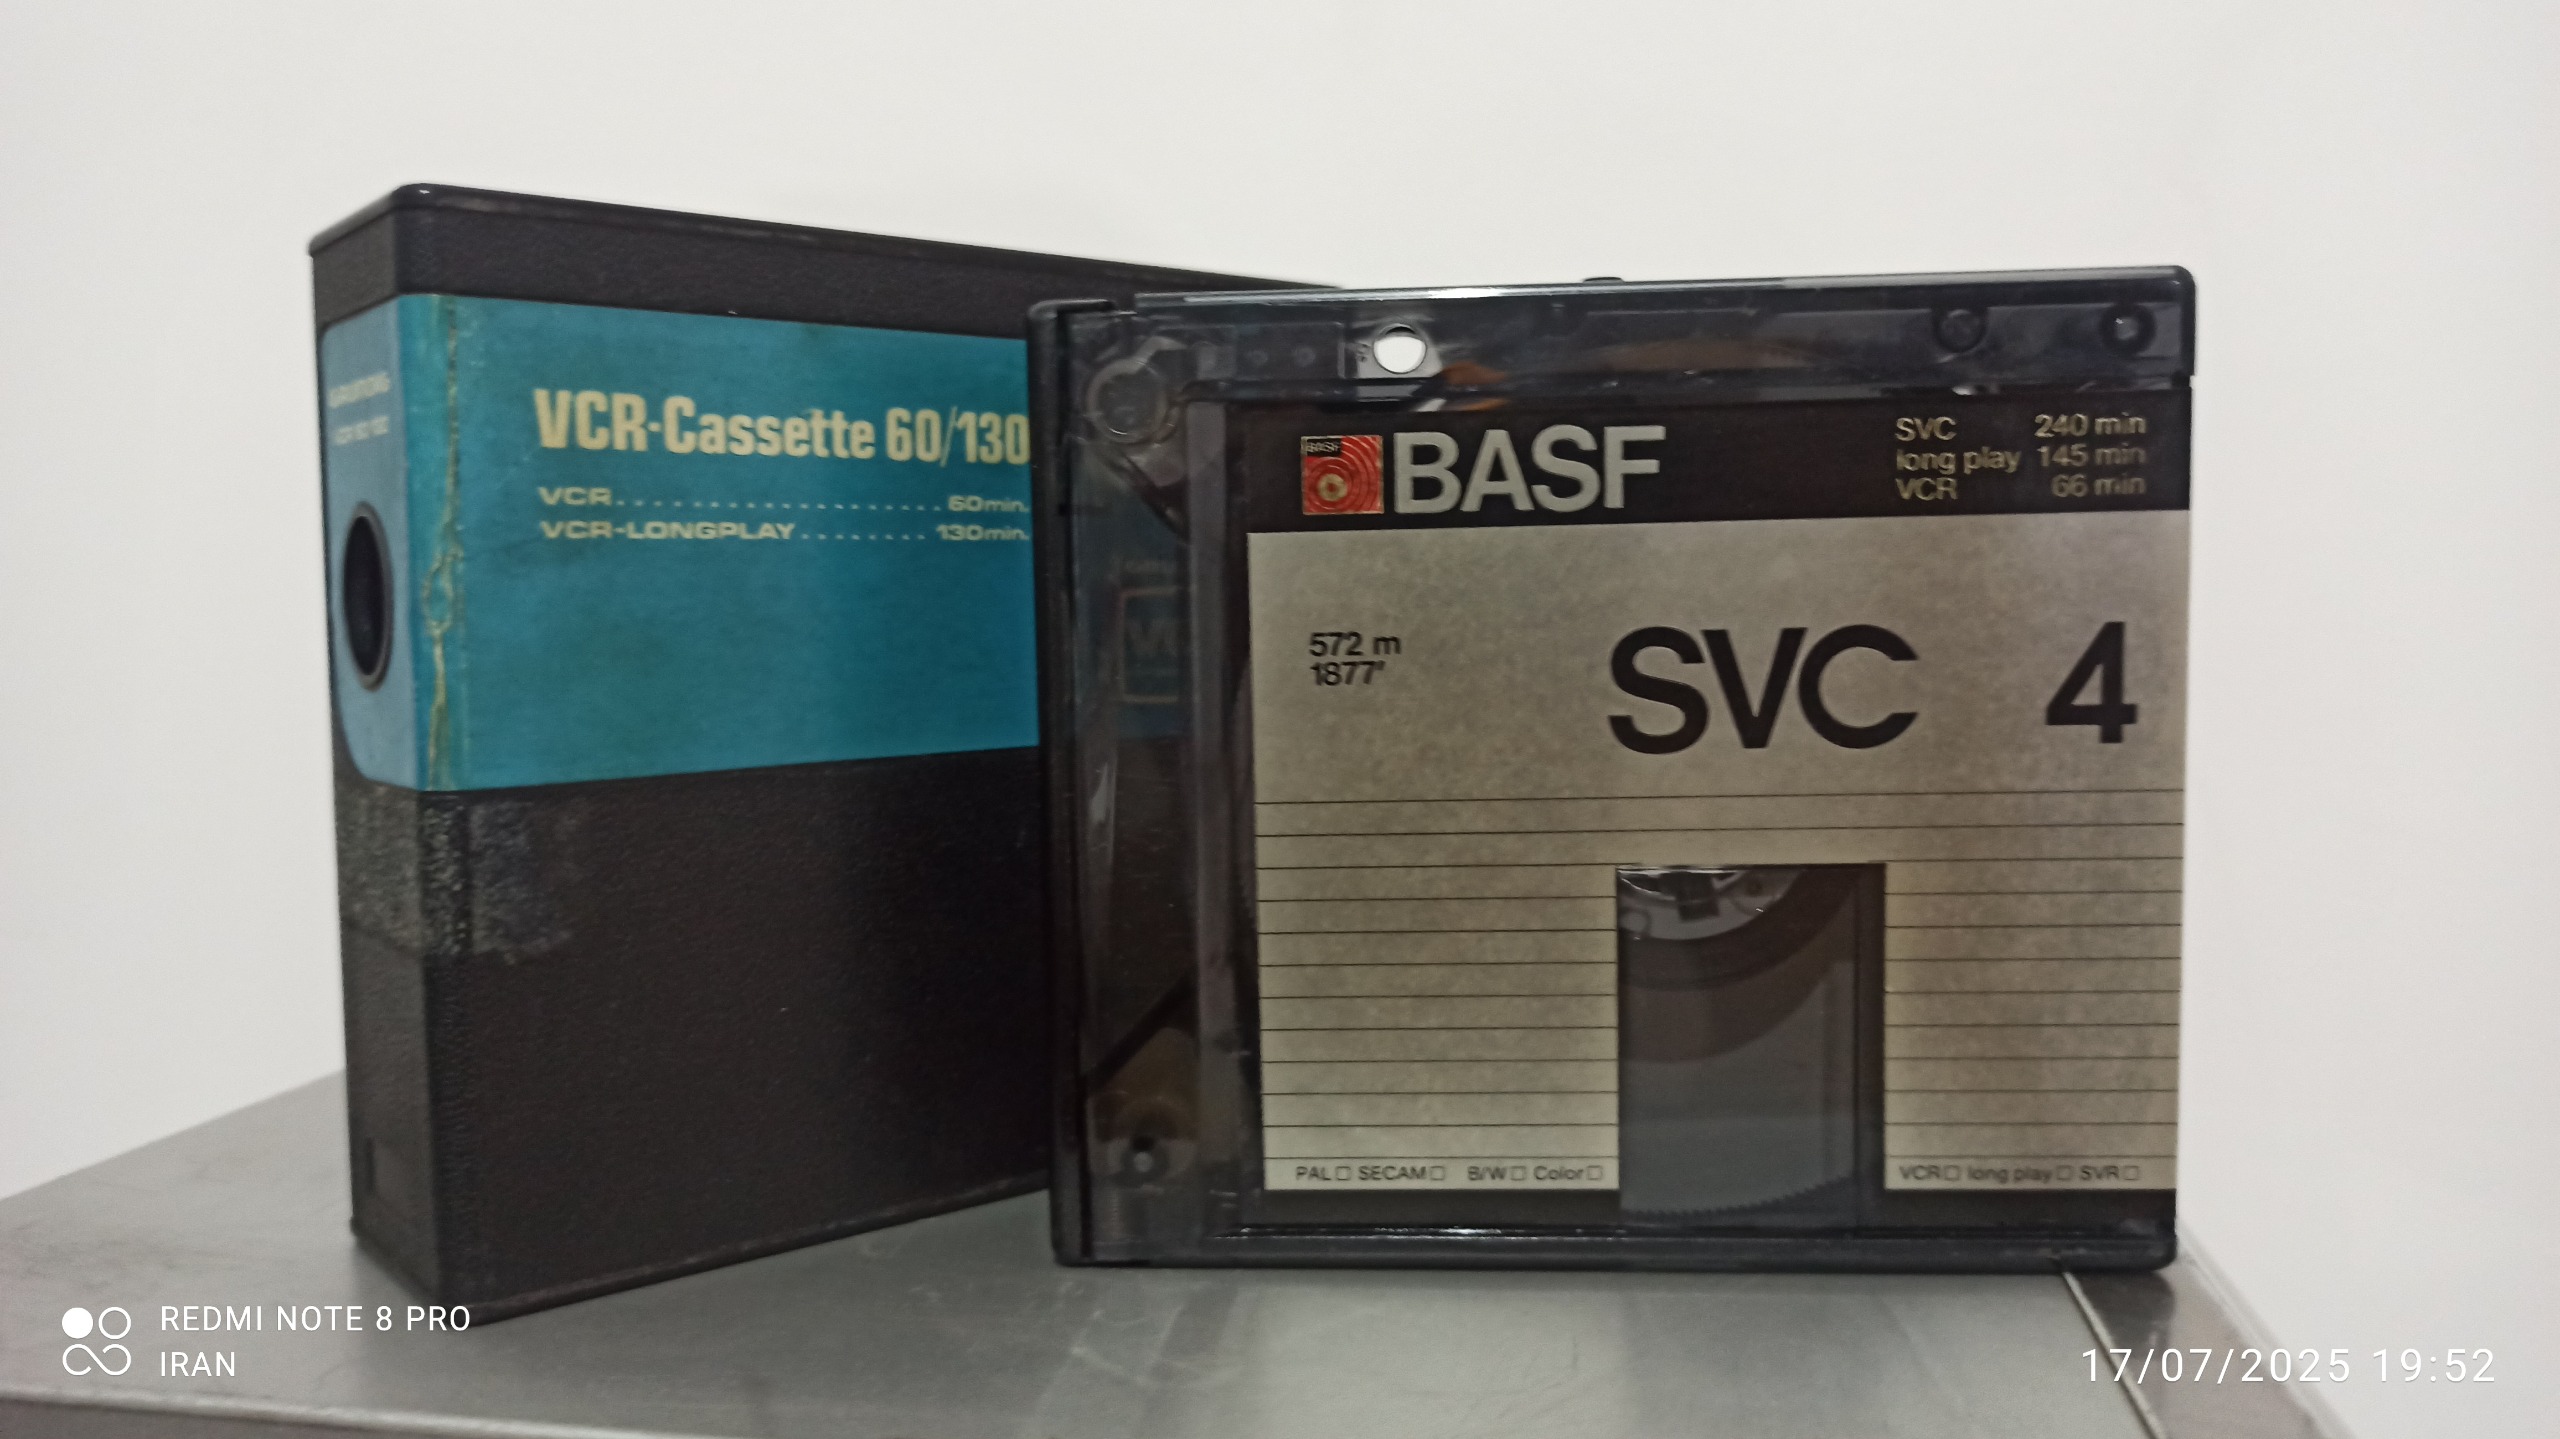 VCR-Cassette 60/130
VCR....................60min.
VCR-LONGPLAY........130min.
BASF
BASF
SVC 240 min
long play 145 min
VCR 66 min
572 m
1877'
SVC 4
PAL SECAM B/W Color
VCR long play SVR
REDMI NOTE 8 PRO
IRAN
17/07/2025 19:52